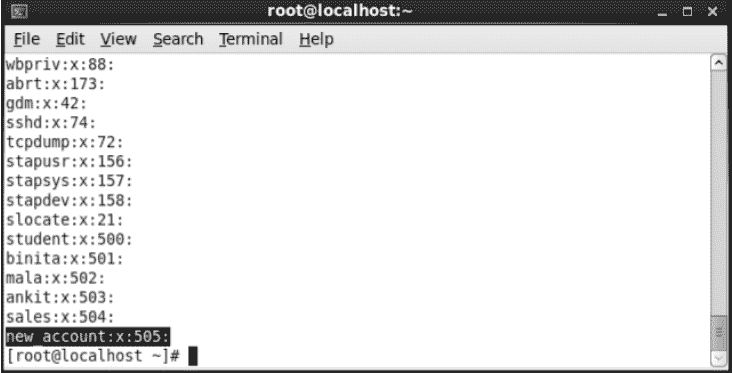 root@localhost:~
File Edit View Search Terminal Help
wbpriv:x:88:
abrt:x:173:
gdm:x:42:
sshd:x:74:
tcpdump:x:72:
stapusr:x:156:
stapsys:x:157:
stapdev:x:158:
slocate:x:21:
student:x:500:
binita:x:501:
mala:x:502:
ankit:x:503:
sales:x:504:
new_account:x:505:
[root@localhost ~]#